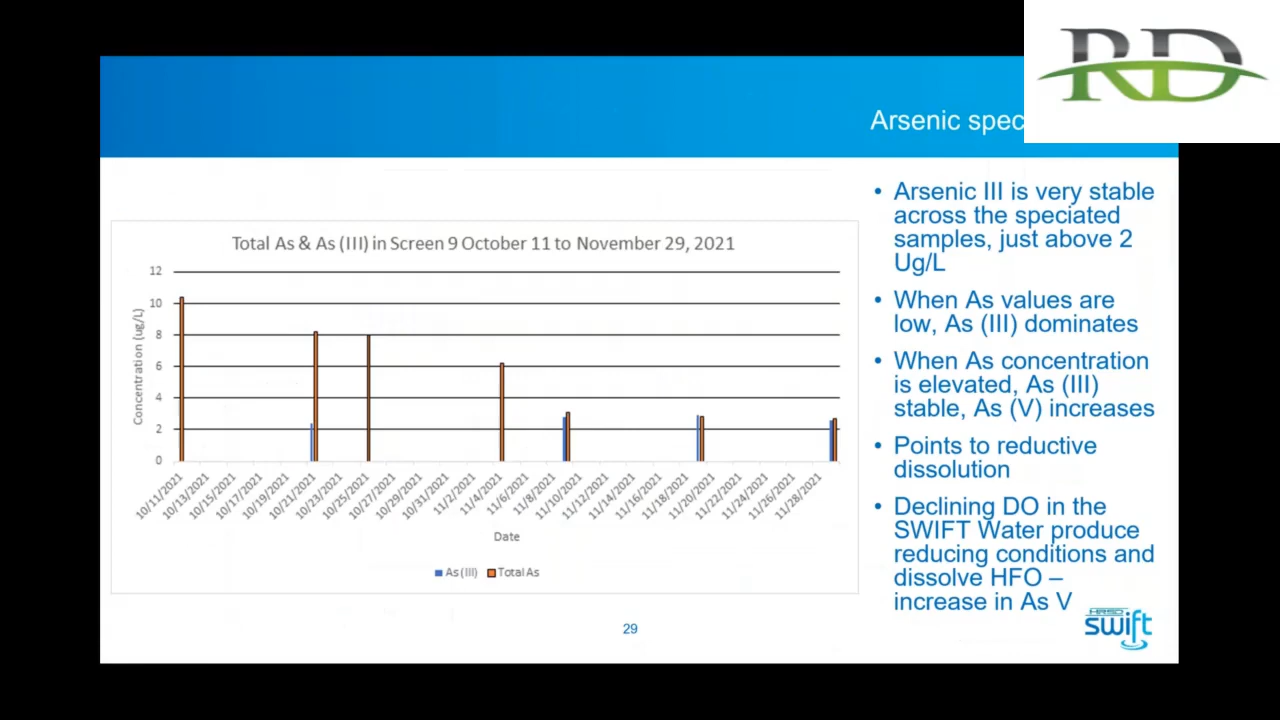 RD
Arsenic spec
Arsenic III is very stable
across the speciated
samples, just above 2
Ug/L
When As values are
low, As (III) dominates
When As concentration
is elevated, As (III)
stable, As (V) increases
Points to reductive
dissolution
Declining DO in the
SWIFT Water produce
reducing conditions and
dissolve HFO –
increase in As V
Total As & As (III) in Screen 9 October 11 to November 29, 2021
Concentration (ug/L)
12
10
8
6
4
2
0
10/11/2021
10/13/2021
10/15/2021
10/17/2021
10/19/2021
10/21/2021
10/23/2021
10/25/2021
10/27/2021
10/29/2021
10/31/2021
11/2/2021
11/4/2021
11/6/2021
11/8/2021
11/10/2021
11/12/2021
11/14/2021
11/16/2021
11/18/2021
11/20/2021
11/22/2021
11/24/2021
11/26/2021
11/28/2021
Date
As (III)
Total As
29
HRSD
swift